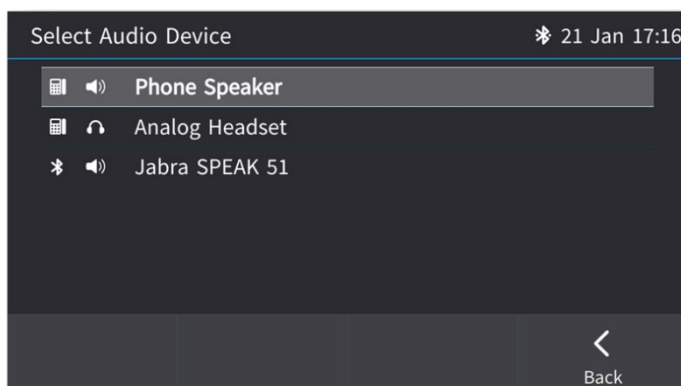 Select Audio Device
21 Jan 17:16
Phone Speaker
Analog Headset
Jabra SPEAK 51
Back